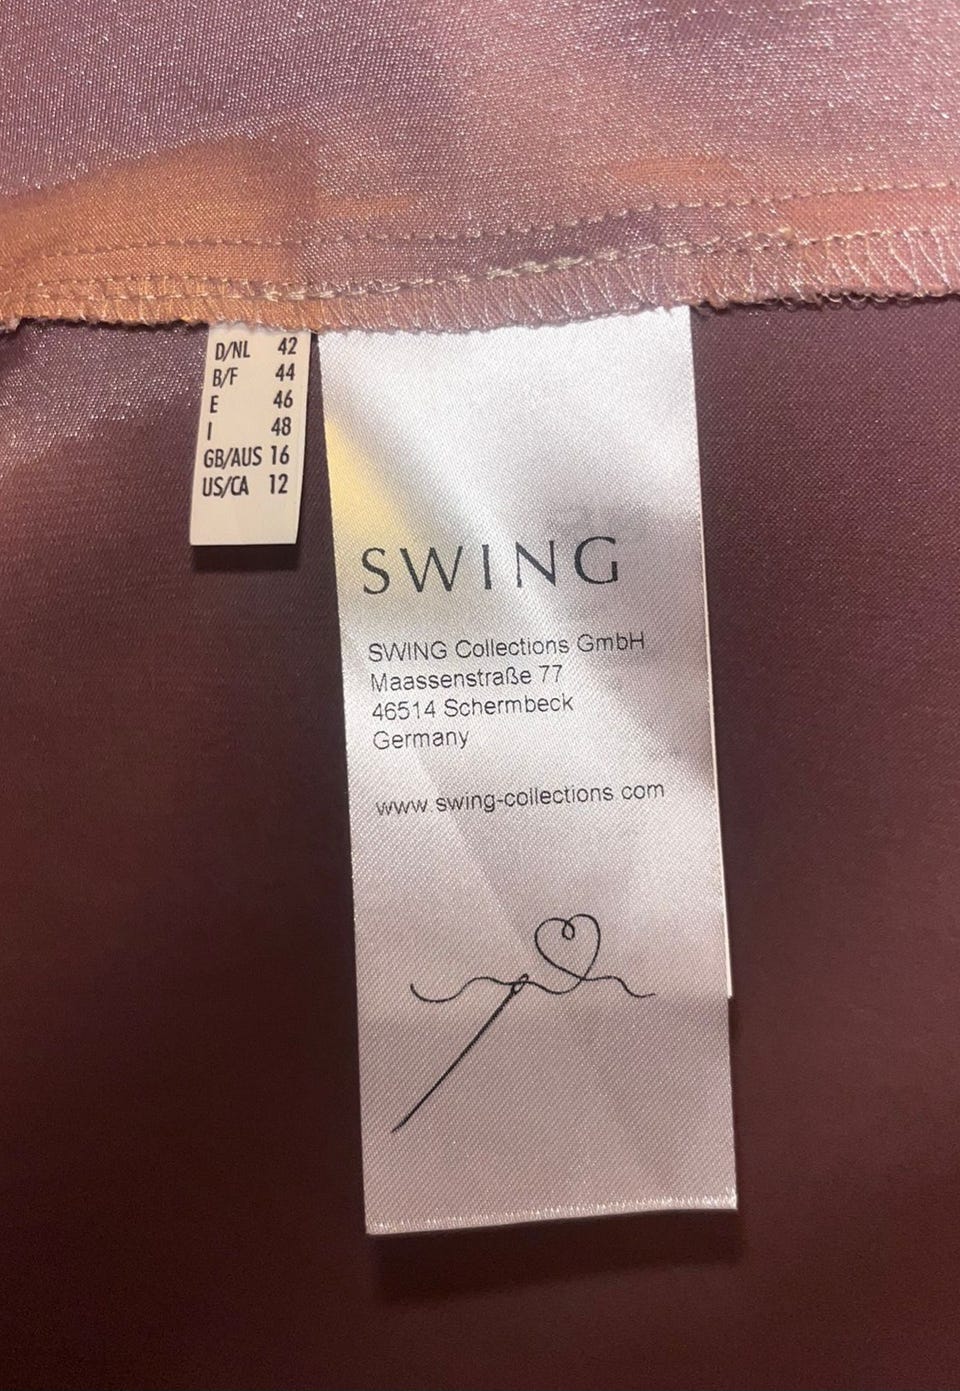 D/NL 42
B/F 44
E 46
I 48
GB/AUS 16
US/CA 12
SWING
SWING Collections GmbH
Maassenstraße 77
46514 Schermbeck
Germany
www.swing-collections.com